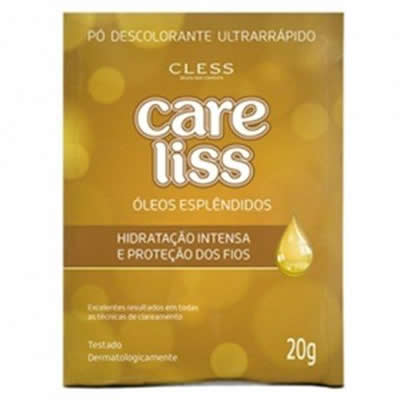 PÓ DESCOLORANTE ULTRARRÁPIDO
CLESS
care
liss
ÓLEOS ESPLÊNDIDOS
HIDRATAÇÃO INTENSA
E PROTEÇÃO DOS FIOS
Excelentes resultados em todas
as técnicas de clareamento
Testado
Dermatologicamente
20g